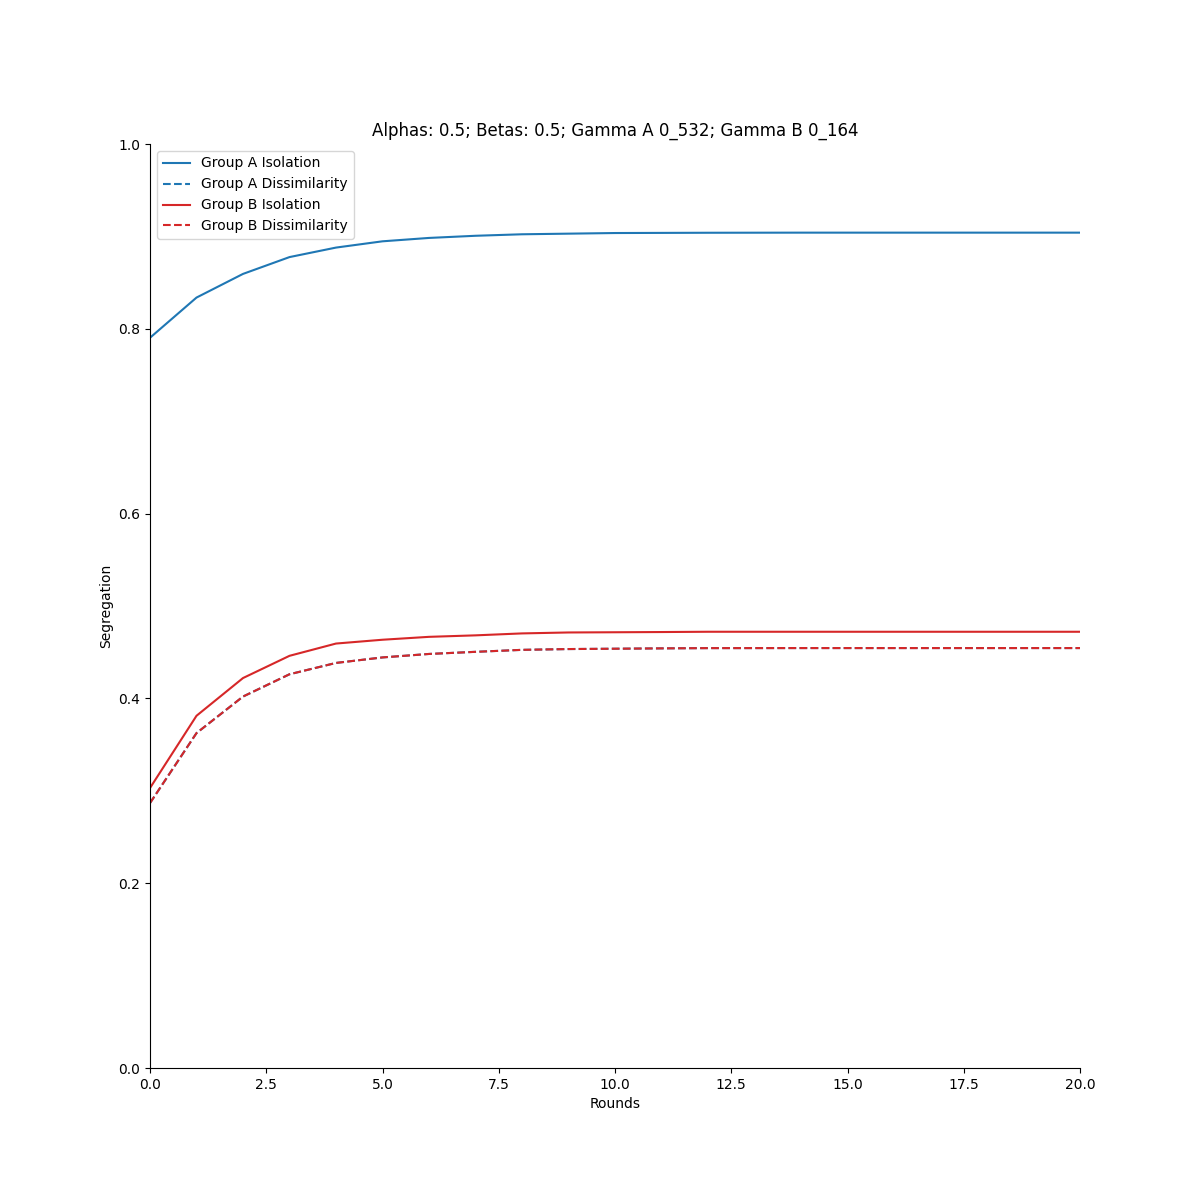 Alphas: 0.5; Betas: 0.5; Gamma A 0_532; Gamma B 0_164
1.0
Group A Isolation
Group A Dissimilarity
Group B Isolation
Group B Dissimilarity
0.8
0.6
Segregation
0.4
0.2
0.0
0.0 2.5 5.0 7.5 10.0 12.5 15.0 17.5 20.0
Rounds